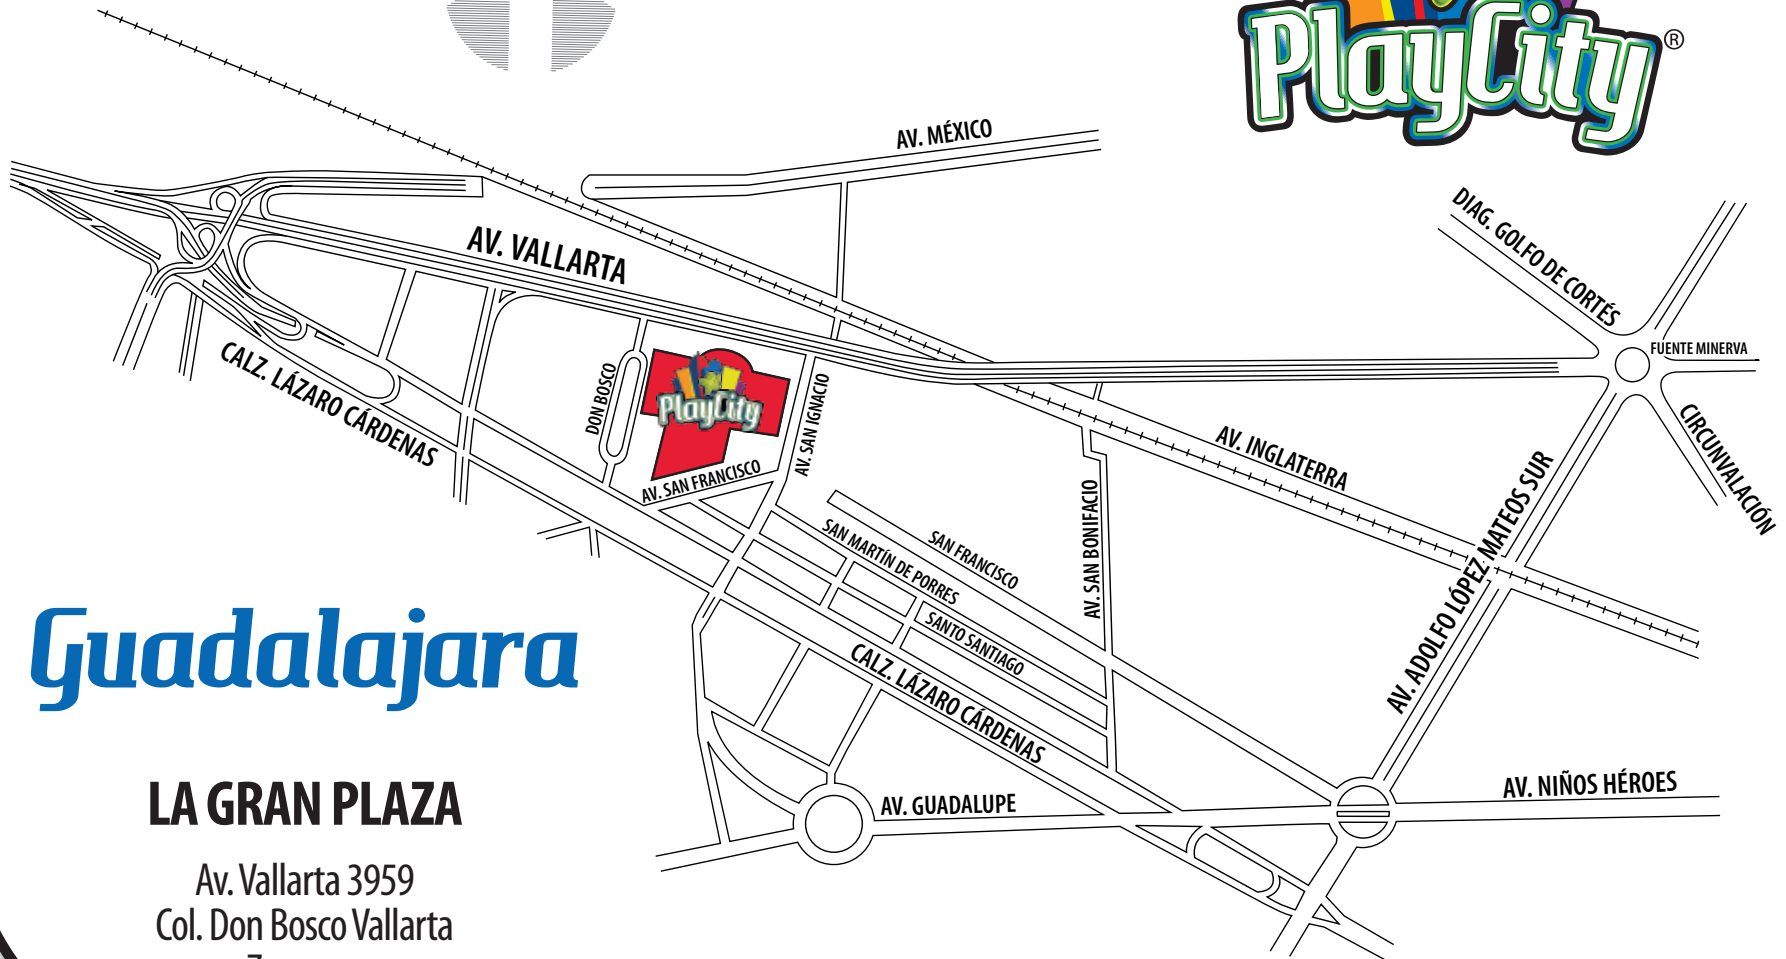 PlayCity®
AV. MÉXICO
DIAG. GOLFO DE CORTÉS
AV. VALLARTA
FUENTE MINERVA
CALZ. LÁZARO CÁRDENAS
DON BOSCO
PlayCity
AV. SAN IGNACIO
AV. SAN FRANCISCO
AV. INGLATERRA
CIRCUNVALACIÓN
AV. ADOLFO LÓPEZ MATEOS SUR
AV. SAN BONIFACIO
SAN FRANCISCO
SAN MARTÍN DE PORRES
SANTO SANTIAGO
CALZ. LÁZARO CÁRDENAS
AV. GUADALUPE
AV. NIÑOS HÉROES
Guadalajara
LA GRAN PLAZA
Av. Vallarta 3959
Col. Don Bosco Vallarta